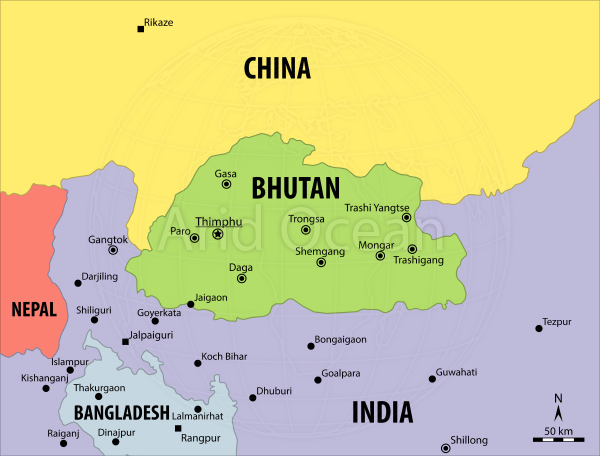 Rikaze
CHINA
Gasa
BHUTAN
Trashi Yangtse
Thimphu
Trongsa
Paro
Arid Ocean
Gangtok
Mongar
Shemgang
Trashigang
Daga
Darjiling
Jaigaon
NEPAL
Shiliguri
Goyerkata
Tezpur
Jalpaiguri
Bongaigaon
Koch Bihar
Islampur
Kishanganj
Goalpara
Guwahati
Thakurgaon
Dhuburi
BANGLADESH
Lalmanirhat
INDIA
N
Raiganj
Dinajpur
Rangpur
50 km
Shillong